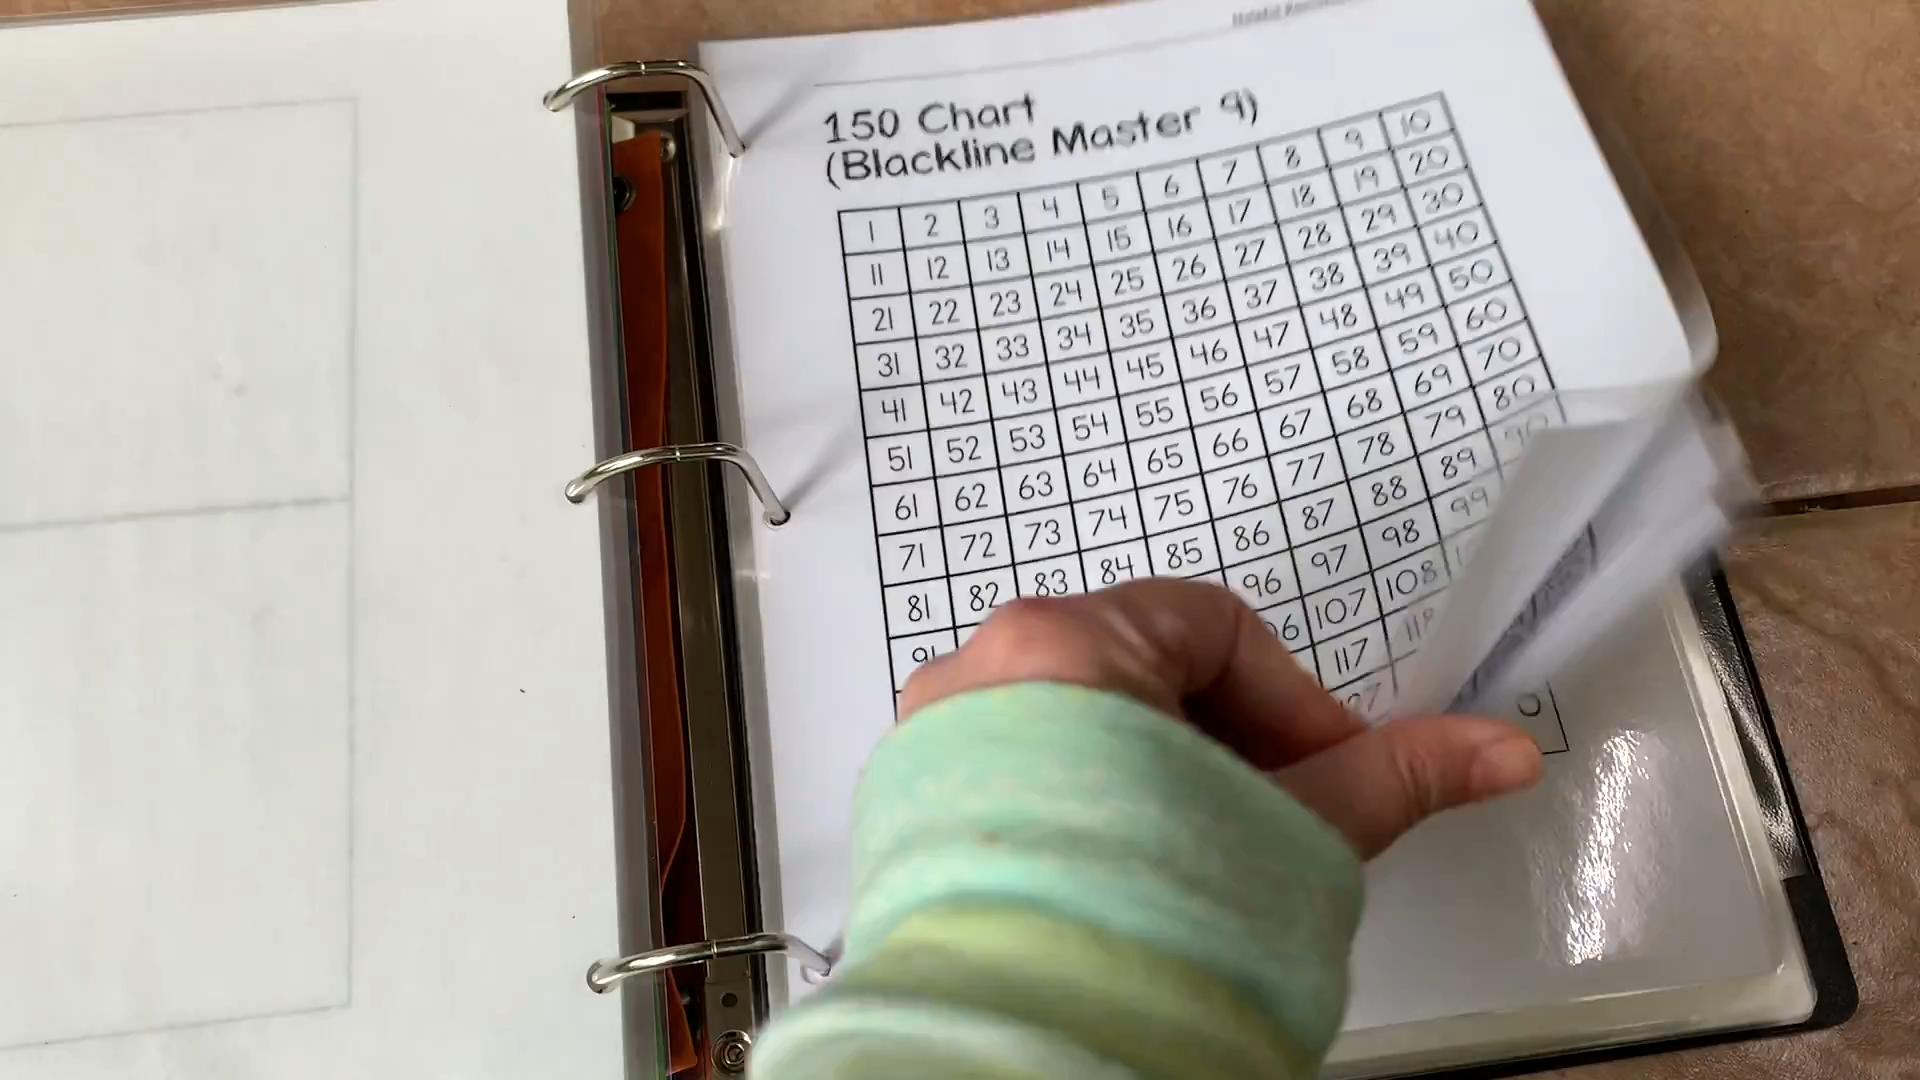 150 Chart
(Blackline Master 9)
1 2 3 4 5 6 7 8 9 10
11 12 13 14 15 16 17 18 19 20
21 22 23 24 25 26 27 28 29 30
31 32 33 34 35 36 37 38 39 40
41 42 43 44 45 46 47 48 49 50
51 52 53 54 55 56 57 58 59 60
61 62 63 64 65 66 67 68 69 70
71 72 73 74 75 76 77 78 79 80
81 82 83 84 85 86 87 88 89 90
91 96 97 98 99
107 108
117 118